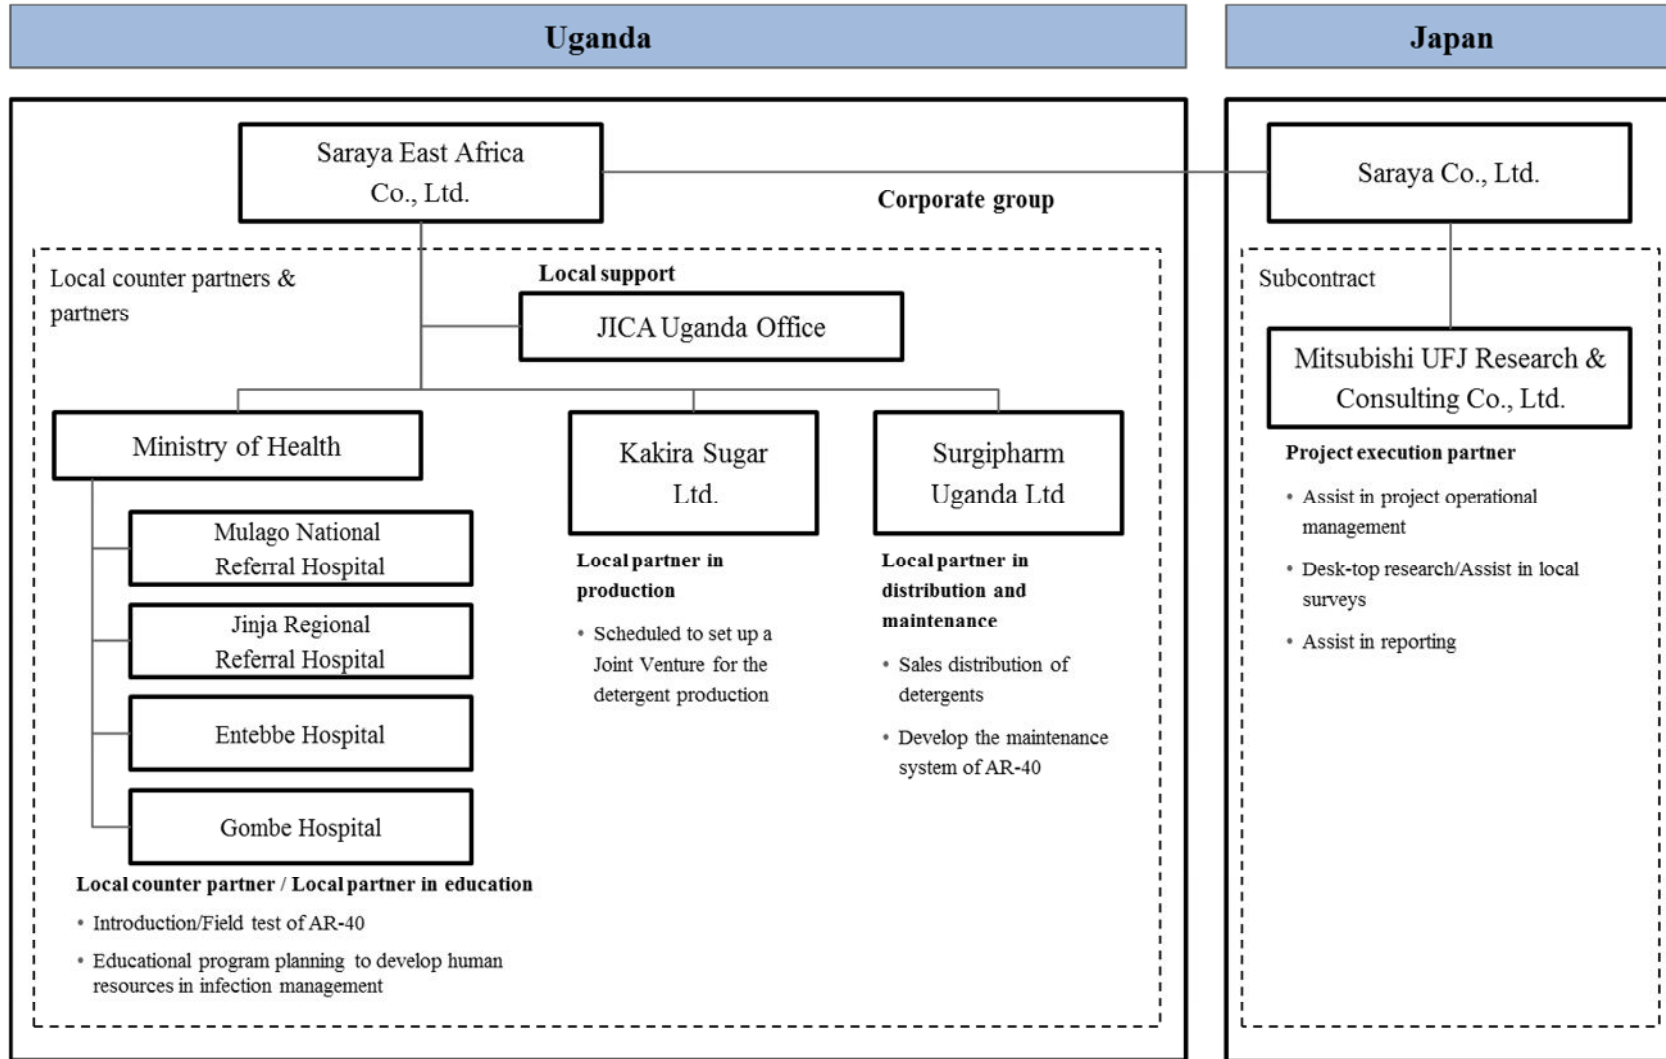 Uganda
Japan
Saraya East Africa
Co., Ltd.
Corporate group
Saraya Co., Ltd.
Local counter partners &
partners
Local support
JICA Uganda Office
Ministry of Health
Mulago National
Referral Hospital
Jinja Regional
Referral Hospital
Entebbe Hospital
Gombe Hospital
Local counter partner / Local partner in education
• Introduction/Field test of AR-40
• Educational program planning to develop human
resources in infection management
Kakira Sugar
Ltd.
Local partner in
production
• Scheduled to set up a
Joint Venture for the
detergent production
Surgipharm
Uganda Ltd
Local partner in
distribution and
maintenance
• Sales distribution of
detergents
• Develop the maintenance
system of AR-40
Subcontract
Mitsubishi UFJ Research &
Consulting Co., Ltd.
Project execution partner
• Assist in project operational
management
• Desk-top research/Assist in local
surveys
• Assist in reporting